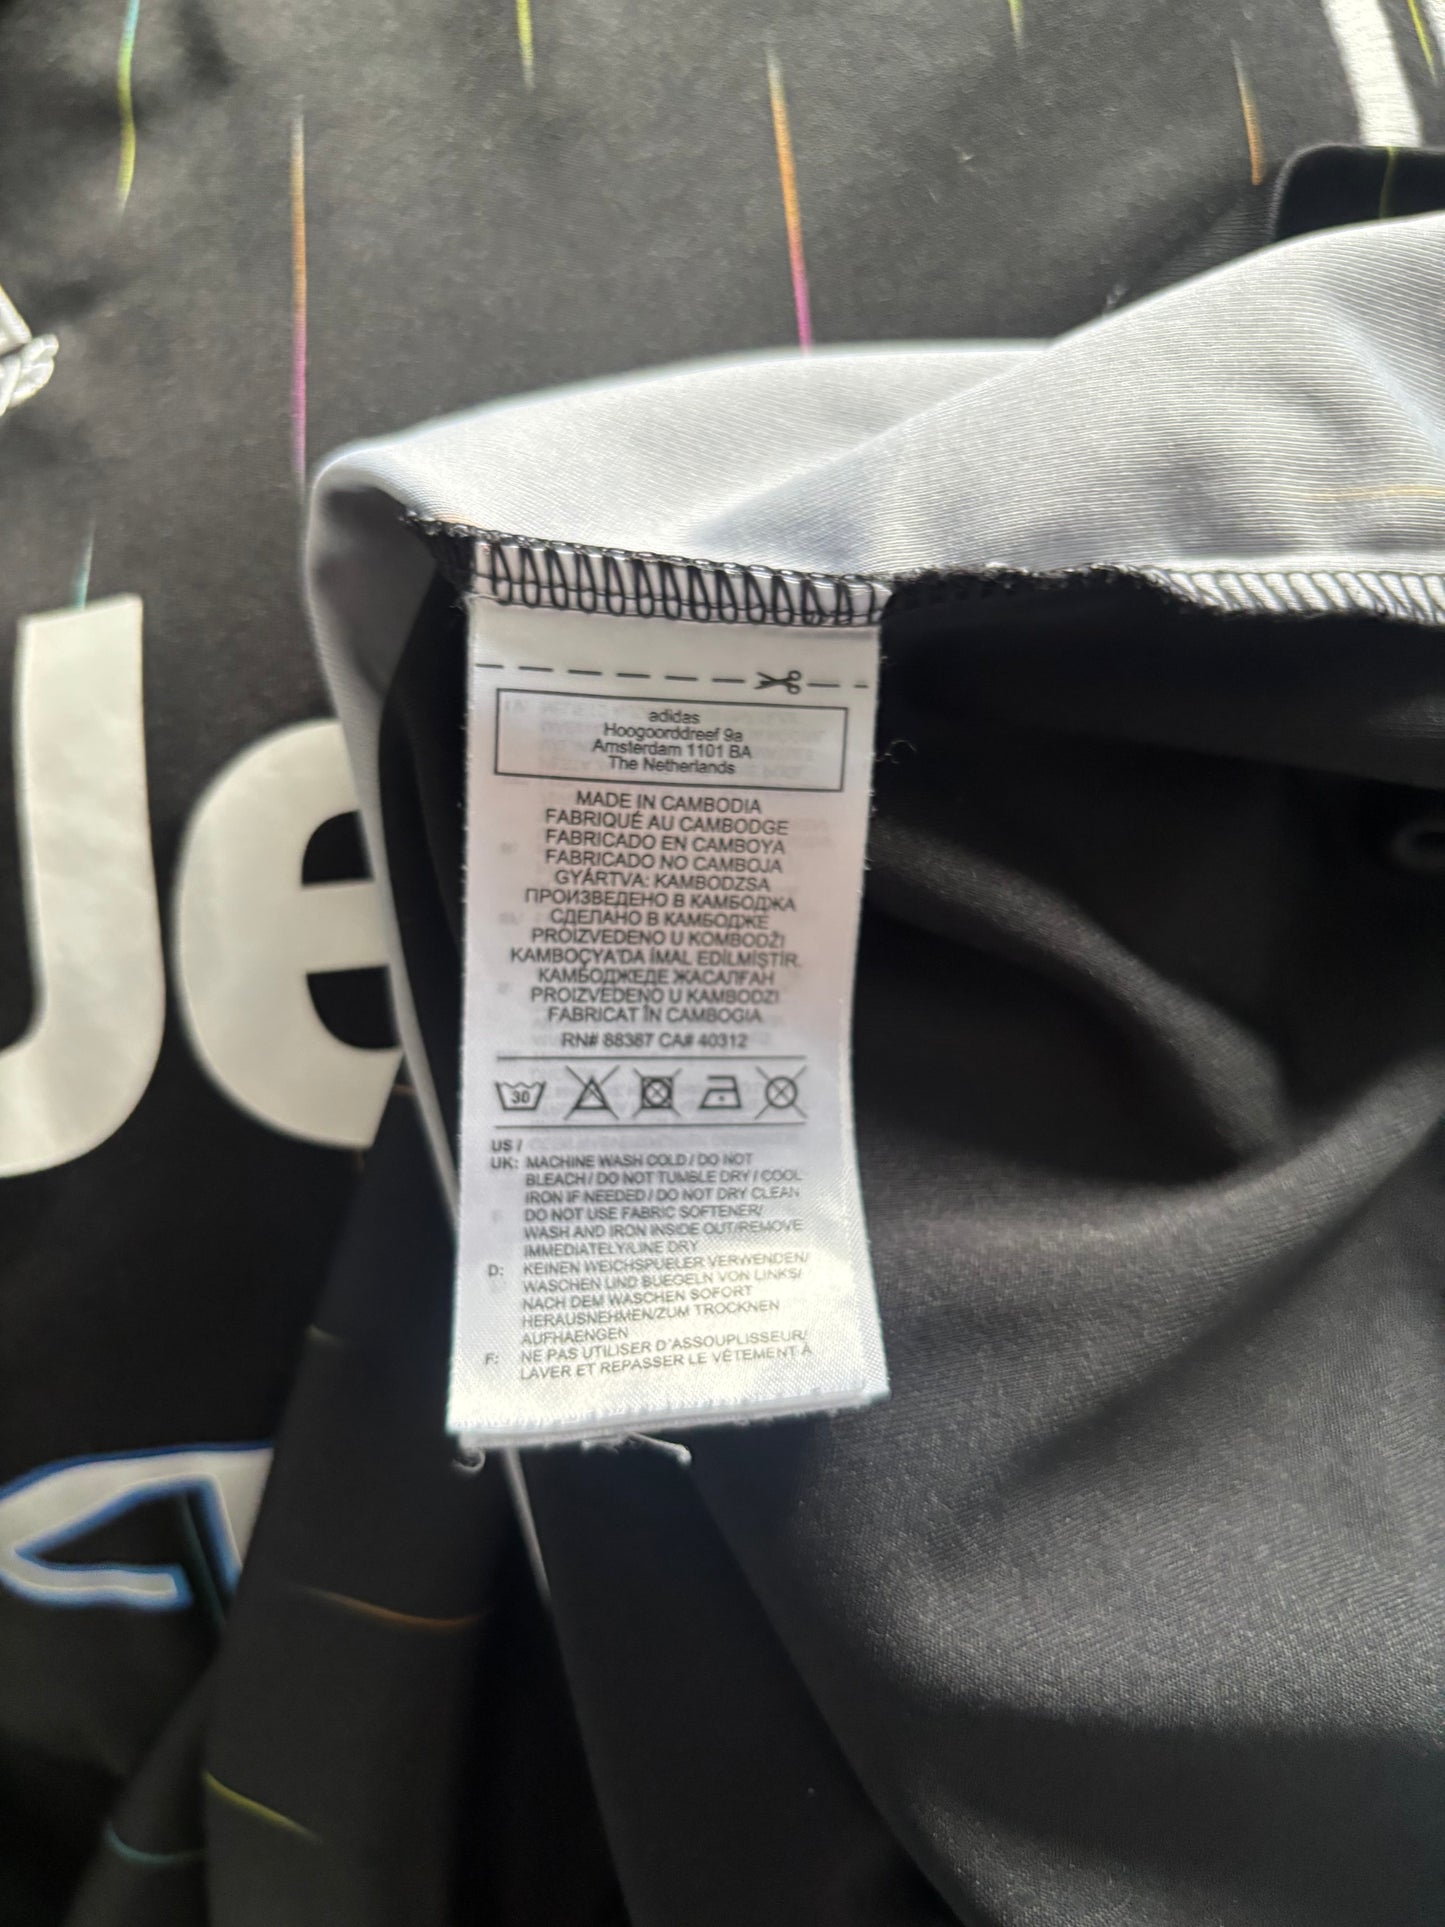 Je
adidas
Hoogoorddreef 9a
Amsterdam 1101 BA
The Netherlands
MADE IN CAMBODIA
FABRIQUÉ AU CAMBODGE
FABRICADO EN CAMBOYA
FABRICADO NO CAMBOJA
GYÁRTVA: KAMBODZSA
ПРОИЗВЕДЕНО В КАМБОДЖА
СДЕЛАНО В КАМБОДЖЕ
PROIZVEDENO U KOMBODŽI
KAMBOÇYA'DA İMAL EDİLMİŞTİR.
КАМБОДЖЕДЕ ЖАСАЛҒАН
PROIZVEDENO U KAMBODZI
FABRICAT ÎN CAMBOGIA
RN# 88387 CA# 40312
30
US /
UK: MACHINE WASH COLD / DO NOT
BLEACH / DO NOT TUMBLE DRY / COOL
IRON IF NEEDED / DO NOT DRY CLEAN
DO NOT USE FABRIC SOFTENER/
WASH AND IRON INSIDE OUT/REMOVE
IMMEDIATELY/LINE DRY
D: KEINEN WEICHSPUELER VERWENDEN/
WASCHEN UND BUEGELN VON LINKS/
NACH DEM WASCHEN SOFORT
HERAUSNEHMEN/ZUM TROCKNEN
AUFHAENGEN
F: NE PAS UTILISER D'ASSOUPLISSEUR/
LAVER ET REPASSER LE VÊTEMENT À